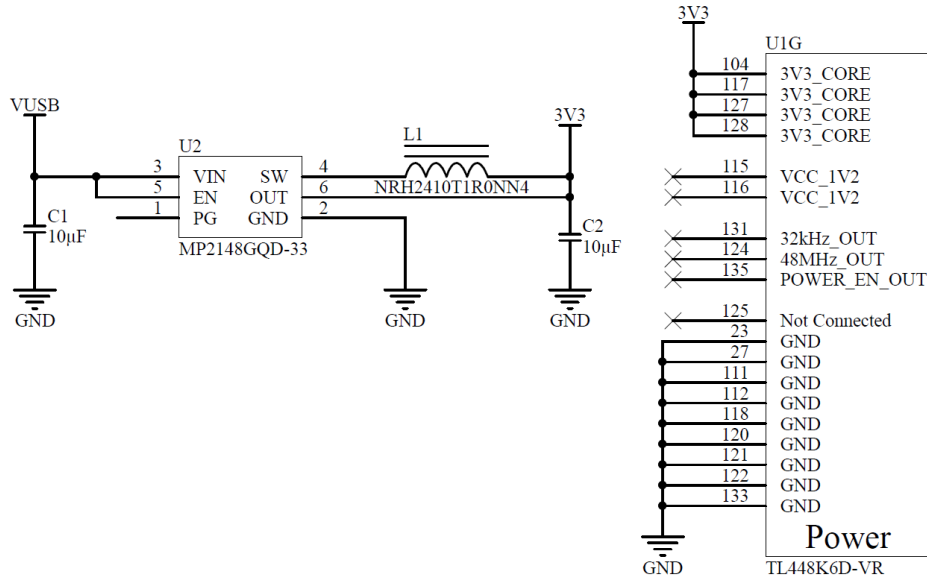 3V3
U1G
104 3V3_CORE
117 3V3_CORE
127 3V3_CORE
128 3V3_CORE
115 VCC_1V2
116 VCC_1V2
131 32kHz_OUT
124 48MHz_OUT
135 POWER_EN_OUT
125 Not Connected
23 GND
27 GND
111 GND
112 GND
118 GND
120 GND
121 GND
122 GND
133 GND
Power
GND
TL448K6D-VR
VUSB
U2
L1
3V3
3 VIN SW 4
NRH2410T1R0NN4
5 EN OUT 6
1 PG GND 2
C1
10µF
MP2148GQD-33
C2
10µF
GND
GND
GND